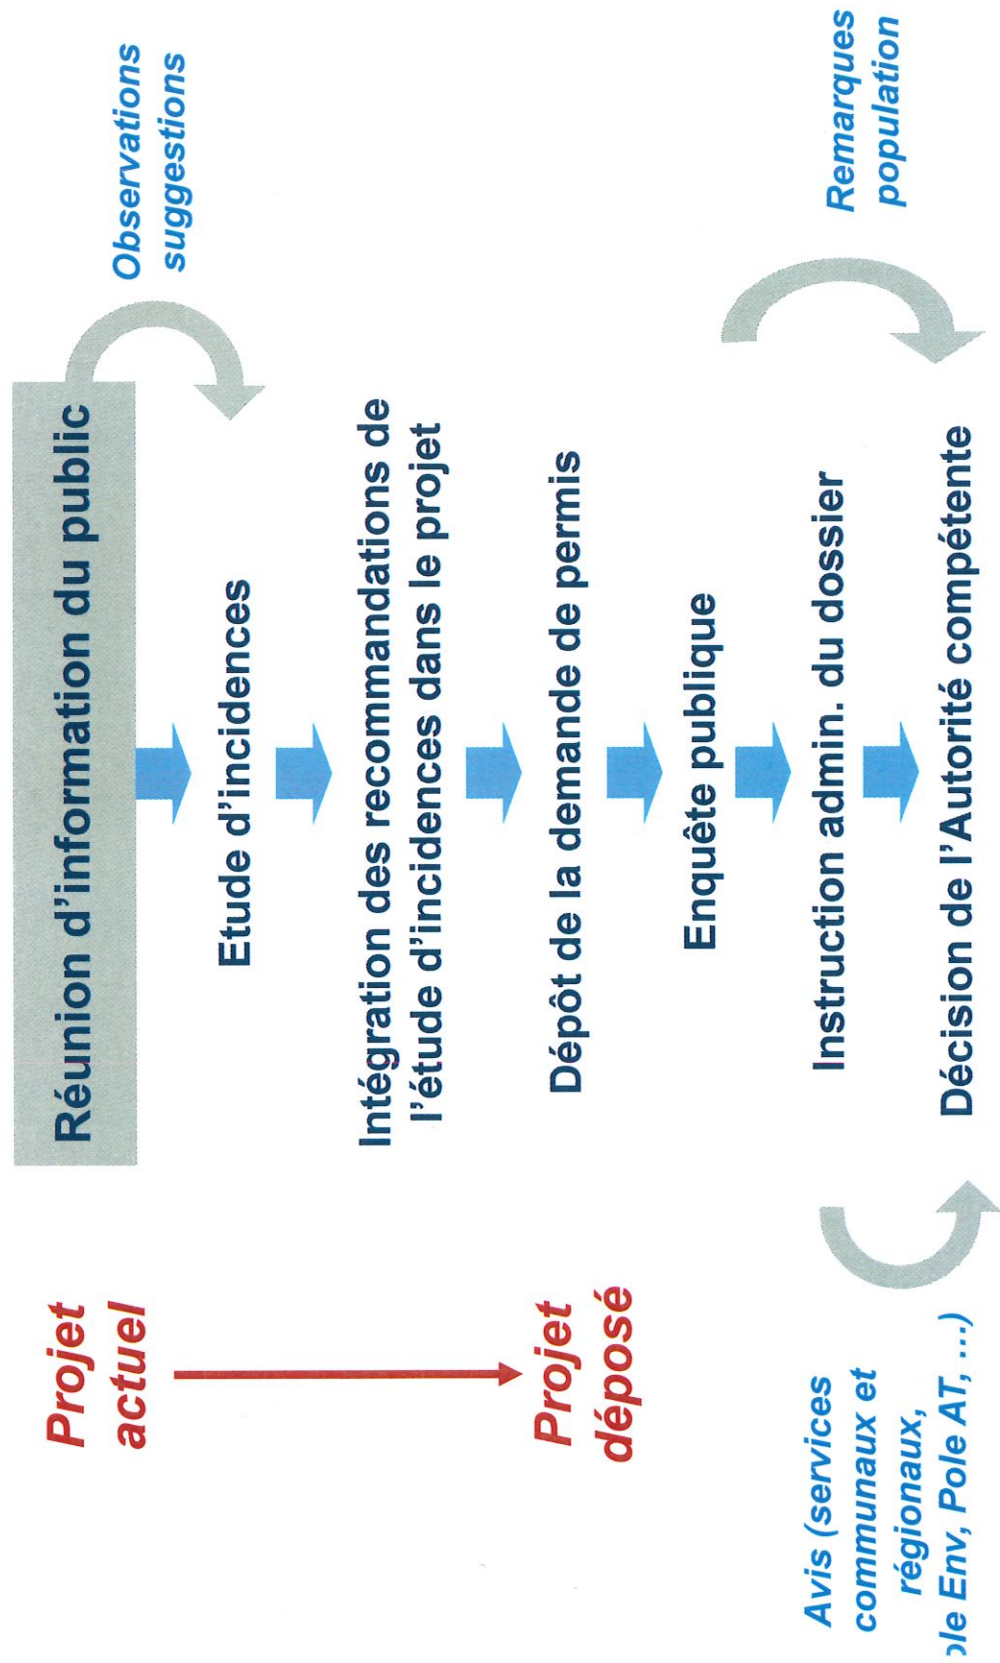 Réunion d'information du public
Observations
suggestions
Projet
actuel
Etude d'incidences
Intégration des recommandations de
l'étude d'incidences dans le projet
Projet
déposé
Dépôt de la demande de permis
Enquête publique
Remarques
population
Avis (services
communaux et
régionaux,
ole Env, Pole AT, ...)
Instruction admin. du dossier
Décision de l'Autorité compétente